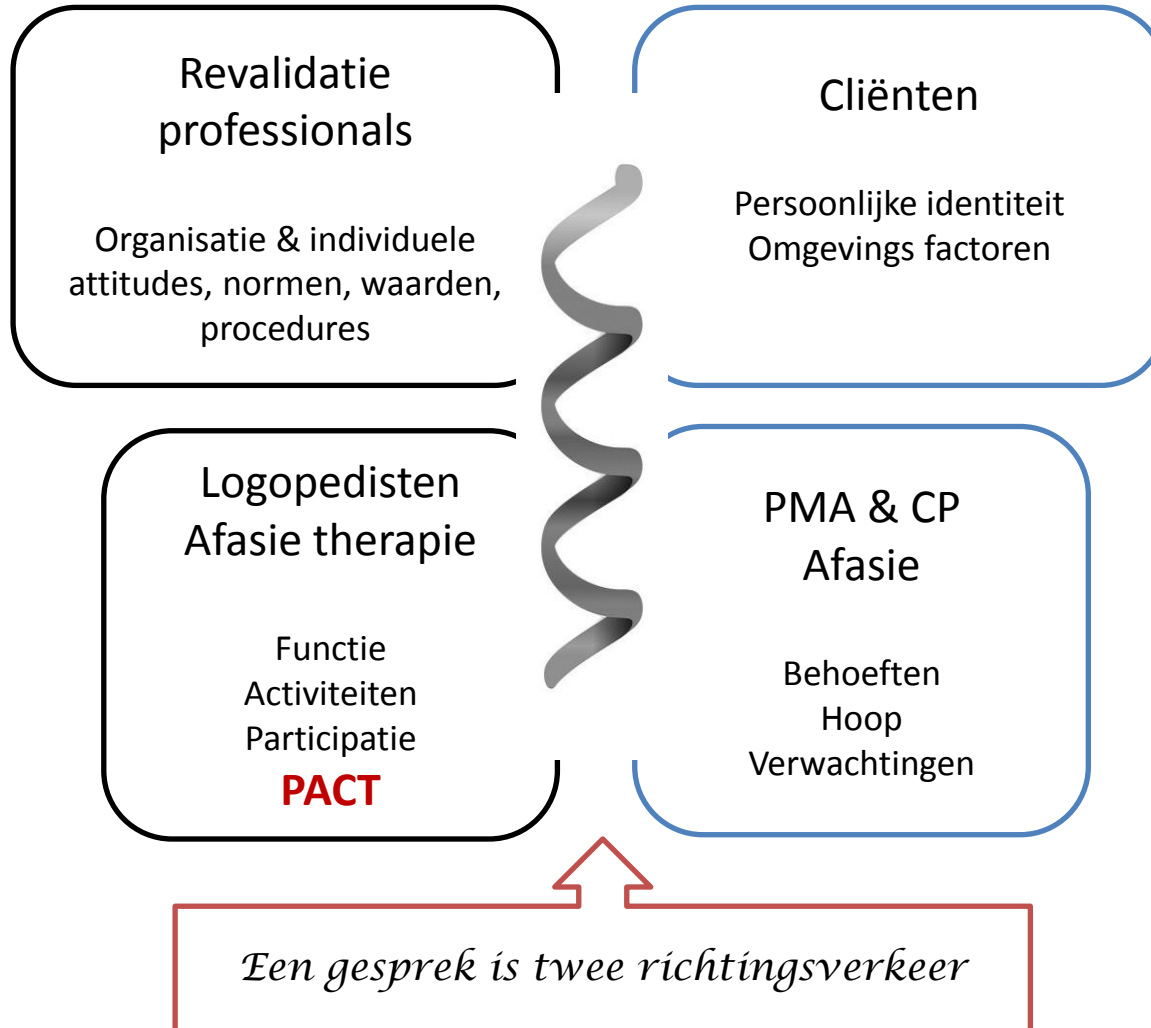 Revalidatie
professionals
Organisatie & individuele
attitudes, normen, waarden,
procedures
Cliënten
Persoonlijke identiteit
Omgevings factoren
Logopedisten
Afasie therapie
Functie
Activiteiten
Participatie
PACT
PMA & CP
Afasie
Behoeften
Hoop
Verwachtingen
Een gesprek is twee richtingsverkeer